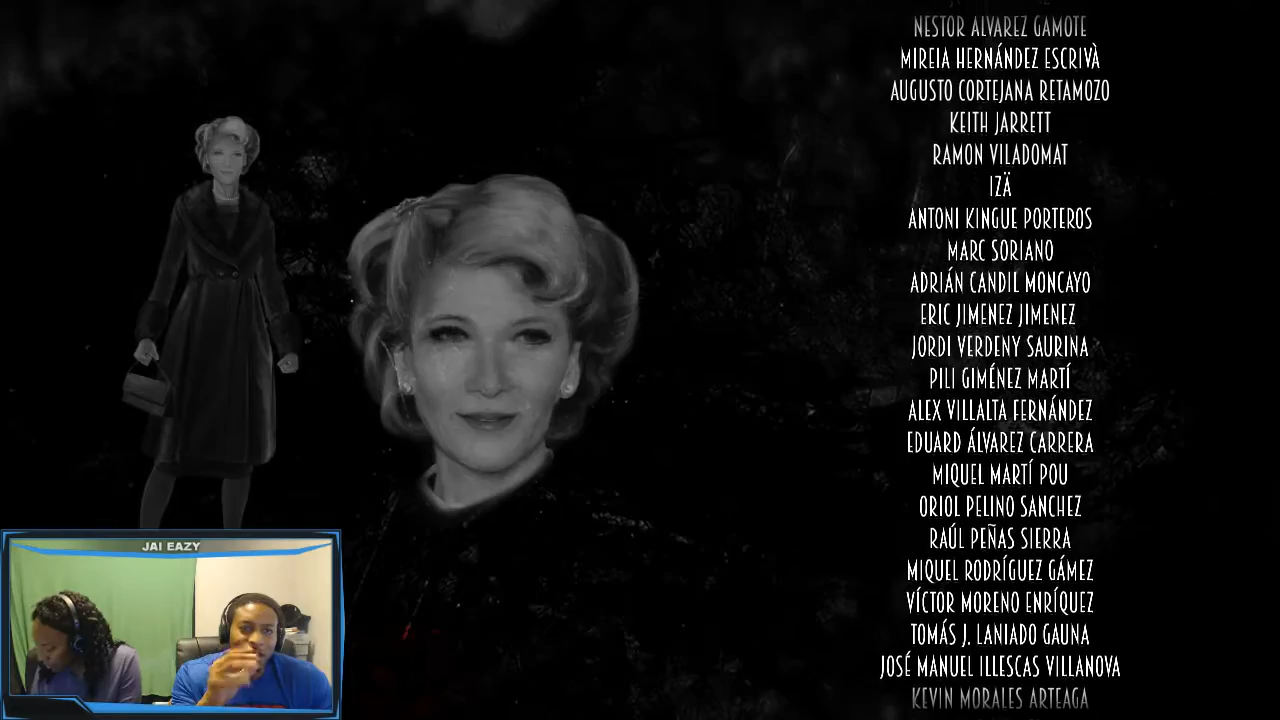 NESTOR ALVAREZ GAMOTE
MIREIA HERNÁNDEZ ESCRIVÀ
AUGUSTO CORTEJANA RETAMOZO
KEITH JARRETT
RAMON VILADOMAT
IZÄ
ANTONI KINGUE PORTEROS
MARC SORIANO
ADRIÁN CANDIL MONCAYO
ERIC JIMENEZ JIMENEZ
JORDI VERDENY SAURINA
PILI GIMÉNEZ MARTÍ
ALEX VILLALTA FERNÁNDEZ
EDUARD ÁLVAREZ CARRERA
MIQUEL MARTÍ POU
ORIOL PELINO SANCHEZ
RAÚL PEÑAS SIERRA
MIQUEL RODRÍGUEZ GÁMEZ
VÍCTOR MORENO ENRÍQUEZ
TOMÁS J. LANIADO GAUNA
JOSÉ MANUEL ILLESCAS VILLANOVA
KEVIN MORALES ARTEAGA
JAI EAZY